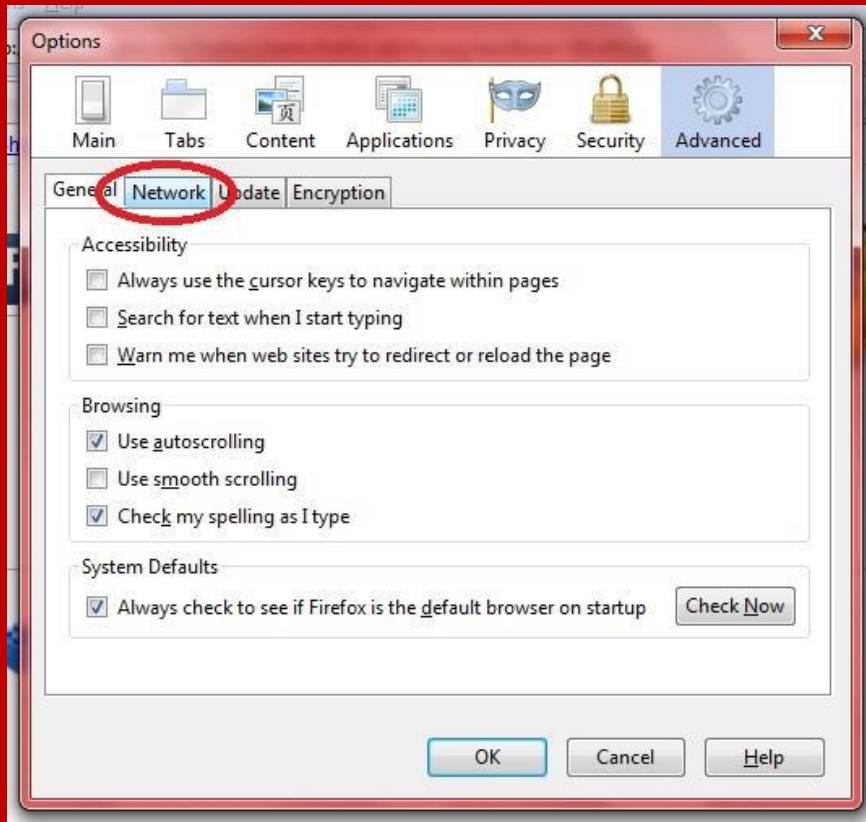 Help
Options
Main Tabs Content Applications Privacy Security Advanced
页
General Network Update Encryption
Accessibility
Always use the cursor keys to navigate within pages
Search for text when I start typing
Warn me when web sites try to redirect or reload the page
Browsing
Use autoscrolling
Use smooth scrolling
Check my spelling as I type
System Defaults
Always check to see if Firefox is the default browser on startup Check Now
OK Cancel Help